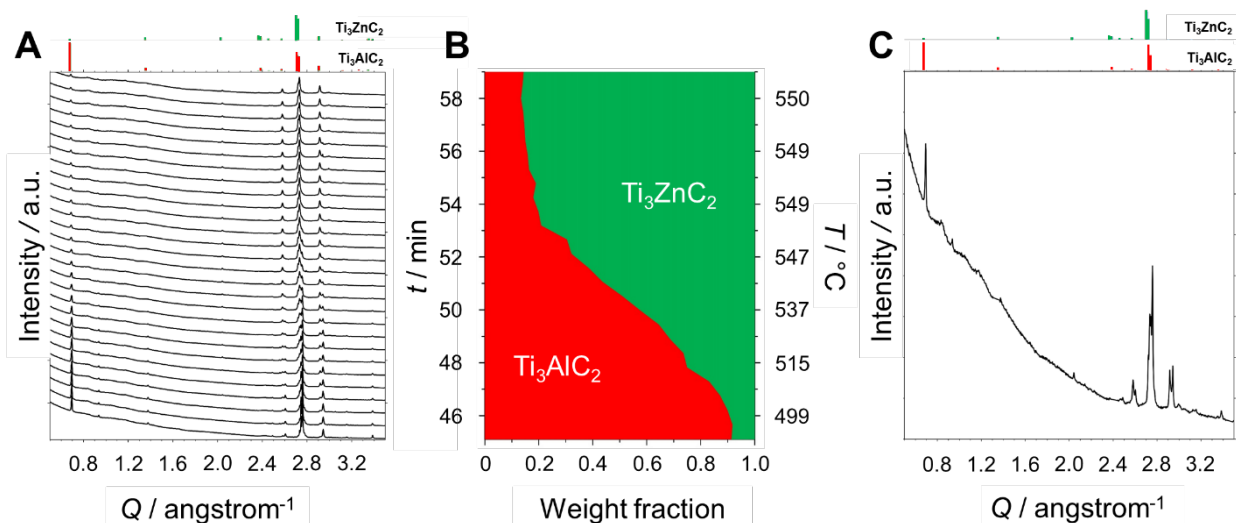 A
Ti₃ZnC₂
Ti₃AlC₂
Intensity / a.u.
0.8 1.2 1.6 2.0 2.4 2.8 3.2
Q / angstrom⁻¹
B
58
56
54
52
50
48
46
t / min
Ti₃ZnC₂
Ti₃AlC₂
550
549
549
547
537
515
499
T / °C
0 0.2 0.4 0.6 0.8 1.0
Weight fraction
C
Ti₃ZnC₂
Ti₃AlC₂
Intensity / a.u.
0.8 1.2 1.6 2.0 2.4 2.8 3.2
Q / angstrom⁻¹